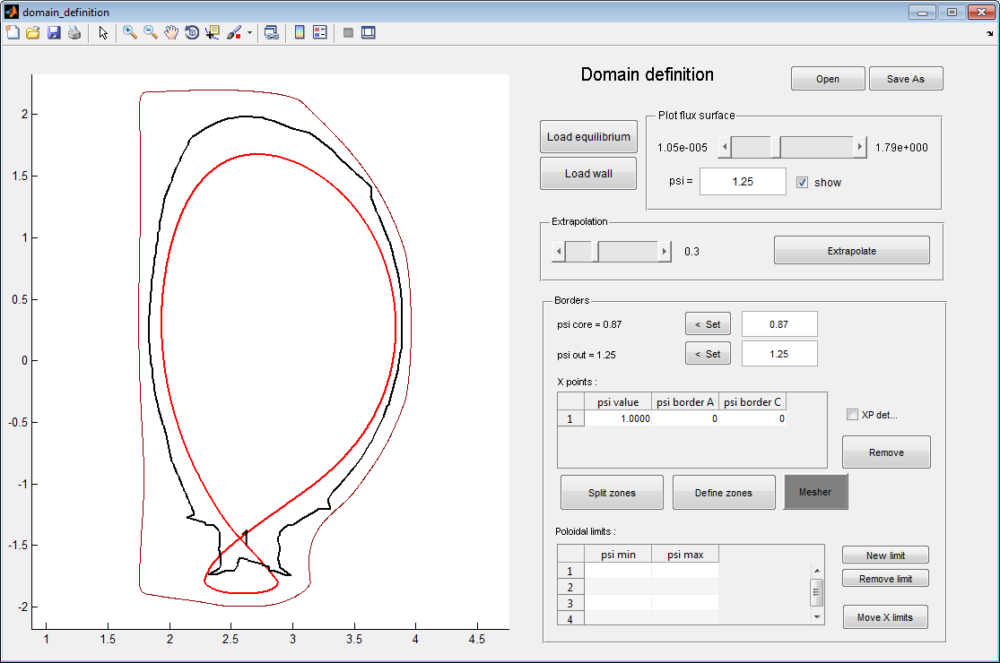 domain_definition
Domain definition
Open
Save As
Load equilibrium
Load wall
Plot flux surface
1.05e-005
1.79e+000
psi =
1.25
show
Extrapolation
0.3
Extrapolate
Borders
psi core = 0.87
< Set
0.87
psi out = 1.25
< Set
1.25
X points :
psi value psi border A psi border C
1 1.0000 0 0
XP det...
Remove
Split zones
Define zones
Mesher
Poloidal limits :
psi min psi max
1
2
3
4
New limit
Remove limit
Move X limits
2
1.5
1
0.5
0
-0.5
-1
-1.5
-2
1 1.5 2 2.5 3 3.5 4 4.5